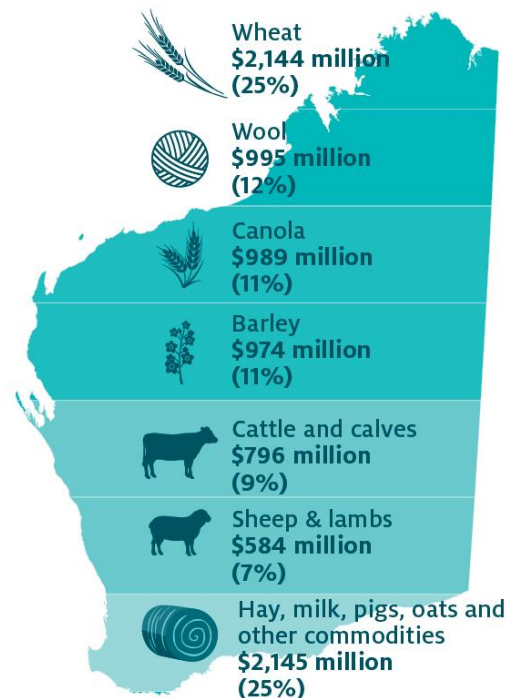 Wheat
$2,144 million
(25%)
Wool
$995 million
(12%)
Canola
$989 million
(11%)
Barley
$974 million
(11%)
Cattle and calves
$796 million
(9%)
Sheep & lambs
$584 million
(7%)
Hay, milk, pigs, oats and
other commodities
$2,145 million
(25%)